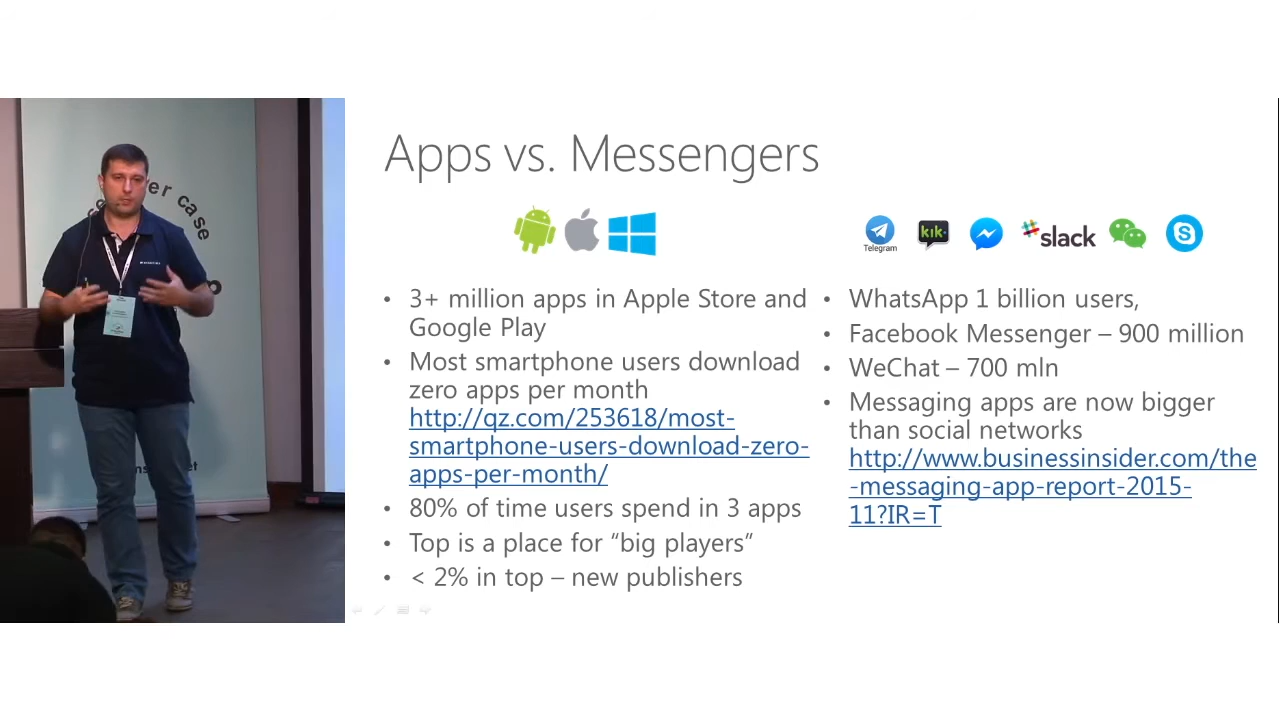 Apps vs. Messengers
Telegram
kik
slack
3+ million apps in Apple Store and
Google Play
Most smartphone users download
zero apps per month
http://qz.com/253618/most-
smartphone-users-download-zero-
apps-per-month/
80% of time users spend in 3 apps
Top is a place for “big players”
< 2% in top – new publishers
WhatsApp 1 billion users,
Facebook Messenger – 900 million
WeChat – 700 mln
Messaging apps are now bigger
than social networks
http://www.businessinsider.com/the
-messaging-app-report-2015-
11?IR=T
er case